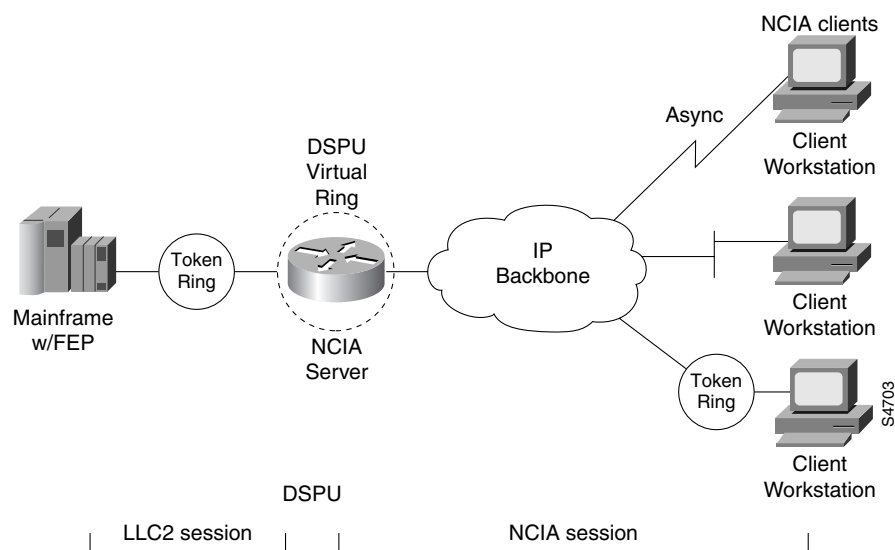 NCIA clients
Async
Client
Workstation
DSPU
Virtual
Ring
Token
Ring
IP
Backbone
Mainframe
w/FEP
NCIA
Server
Client
Workstation
Token
Ring
S4703
Client
Workstation
DSPU
LLC2 session
NCIA session